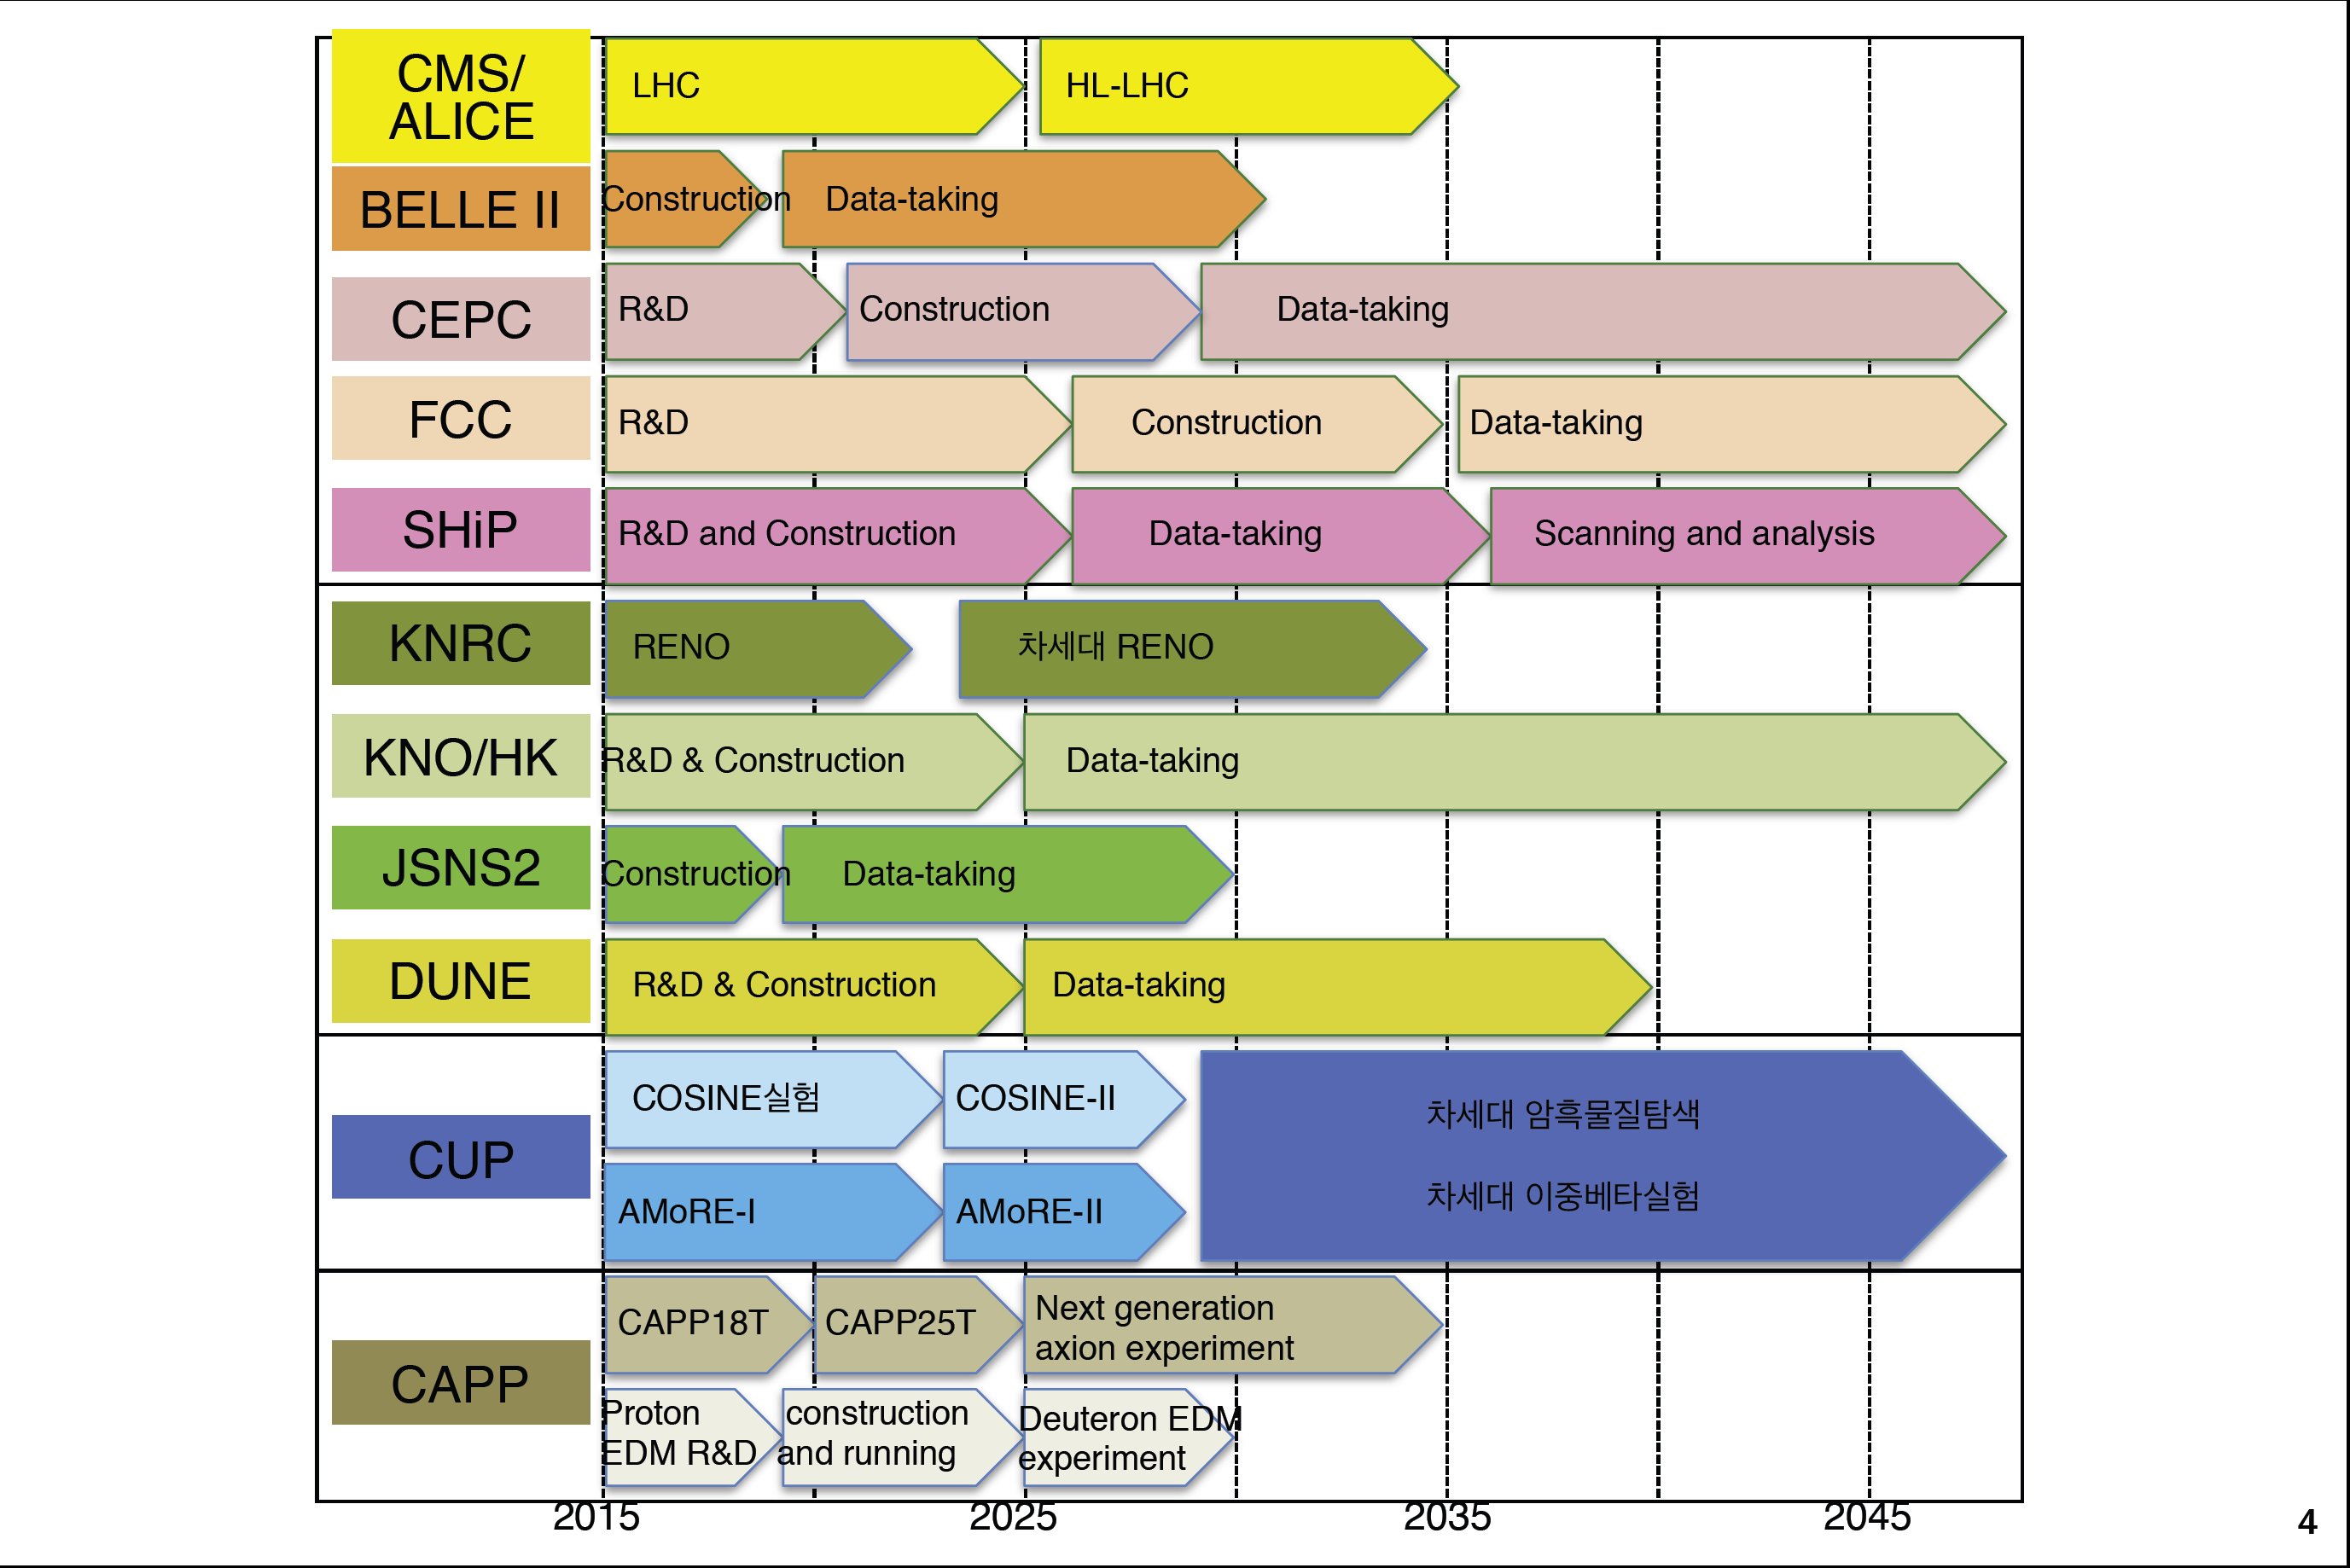 CMS/
ALICE
LHC
HL-LHC
BELLE II
Construction
Data-taking
CEPC
R&D
Construction
Data-taking
FCC
R&D
Construction
Data-taking
SHiP
R&D and Construction
Data-taking
Scanning and analysis
KNRC
RENO
차세대 RENO
KNO/HK
R&D & Construction
Data-taking
JSNS2
Construction
Data-taking
DUNE
R&D & Construction
Data-taking
CUP
COSINE실험
COSINE-II
AMoRE-I
AMoRE-II
차세대 암흑물질탐색
차세대 이중베타실험
CAPP
CAPP18T
CAPP25T
Next generation
axion experiment
Proton
EDM R&D
construction
and running
Deuteron EDM
experiment
2015
2025
2035
2045
4